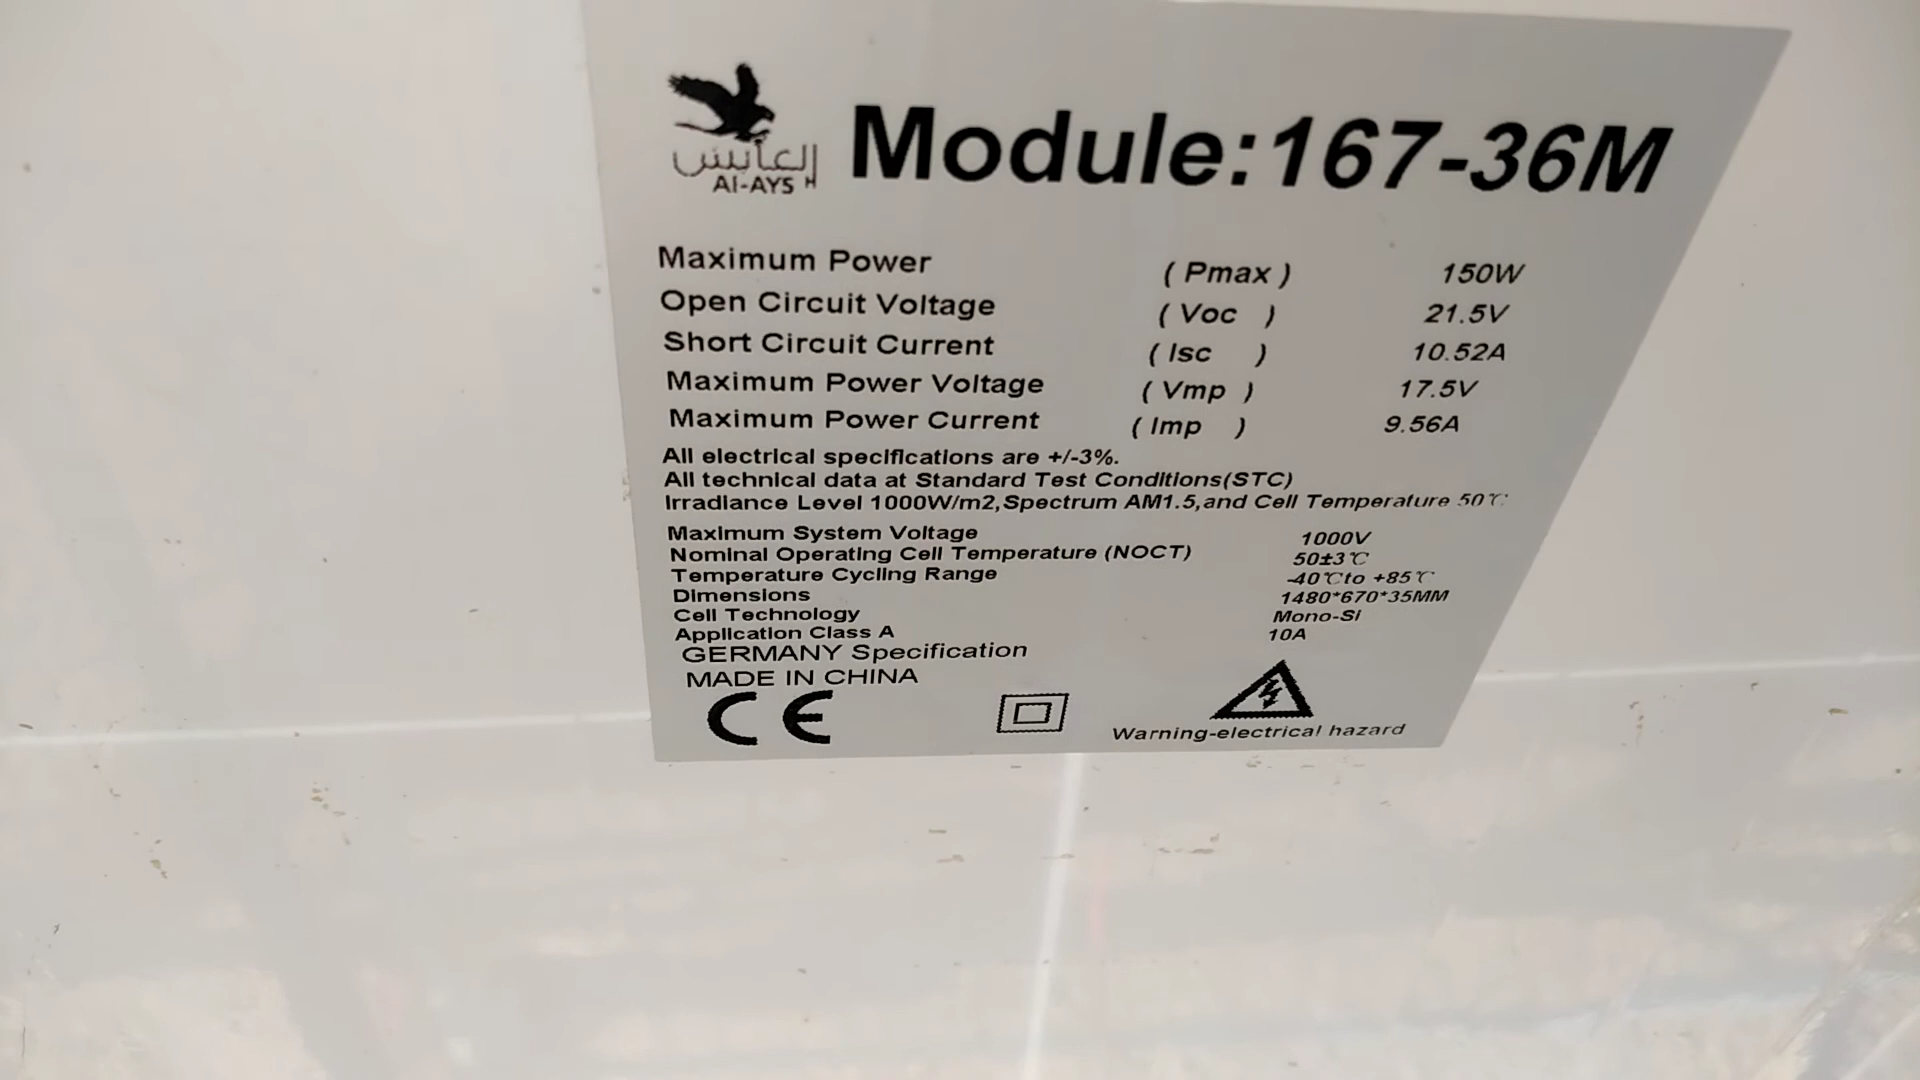 العايش
Al-AYSH
Module:167-36M
Maximum Power (Pmax) 150W
Open Circuit Voltage (Voc) 21.5V
Short Circuit Current (Isc) 10.52A
Maximum Power Voltage (Vmp) 17.5V
Maximum Power Current (Imp) 9.56A
All electrical specifications are +/-3%.
All technical data at Standard Test Conditions(STC)
Irradiance Level 1000W/m2,Spectrum AM1.5,and Cell Temperature 50℃
Maximum System Voltage 1000V
Nominal Operating Cell Temperature (NOCT) 50±3℃
Temperature Cycling Range -40℃to +85℃
Dimensions 1480*670*35MM
Cell Technology Mono-Si
Application Class A 10A
GERMANY Specification
MADE IN CHINA
CE
Warning-electrical hazard